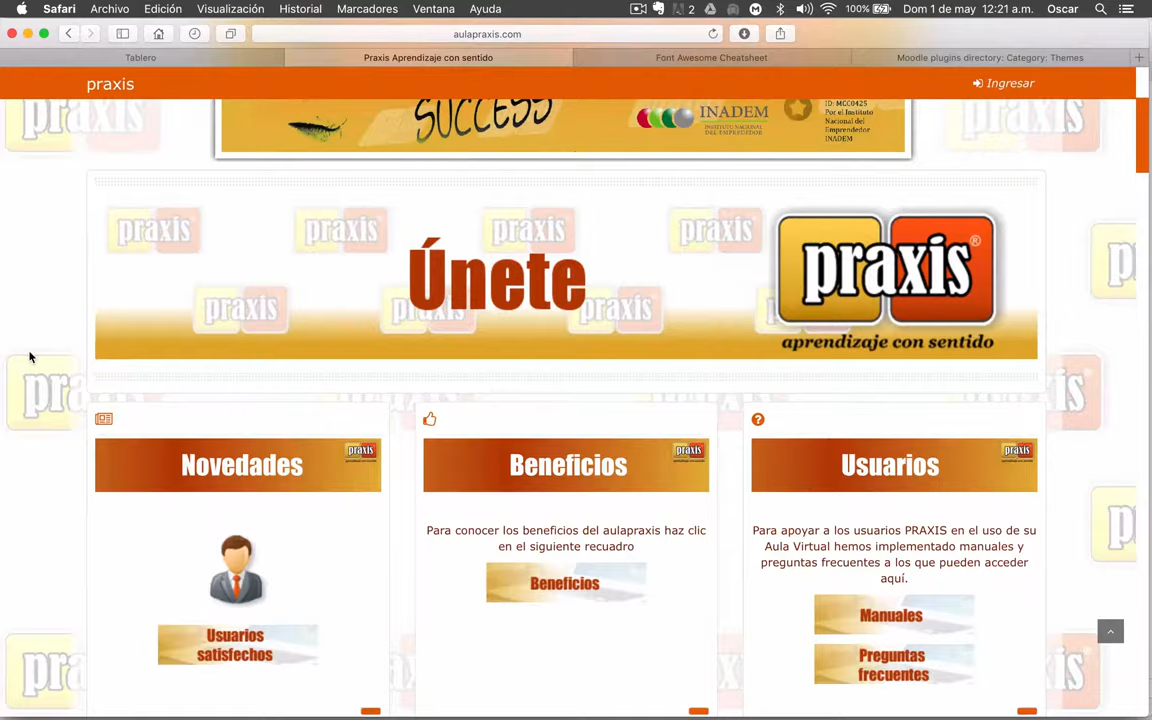 Safari Archivo Edición Visualización Historial Marcadores Ventana Ayuda 2 100% Dom 1 de may 12:21 a.m. Oscar
aulapraxis.com
Tablero Praxis Aprendizaje con sentido Font Awesome Cheatsheet Moodle plugins directory: Category: Themes
praxis Ingresar
SUCCESS
INADEM
INSTITUTO NACIONAL
DEL EMPRENDEDOR
ID: MCC0425
Por el Instituto
Nacional del
Emprendedor
INADEM
Únete
praxis®
aprendizaje con sentido
Novedades
praxis
Usuarios
satisfechos
Beneficios
praxis
Para conocer los beneficios del aulapraxis haz clic
en el siguiente recuadro
Beneficios
Usuarios
praxis
Para apoyar a los usuarios PRAXIS en el uso de su
Aula Virtual hemos implementado manuales y
preguntas frecuentes a los que pueden acceder
aquí.
Manuales
Preguntas
frecuentes